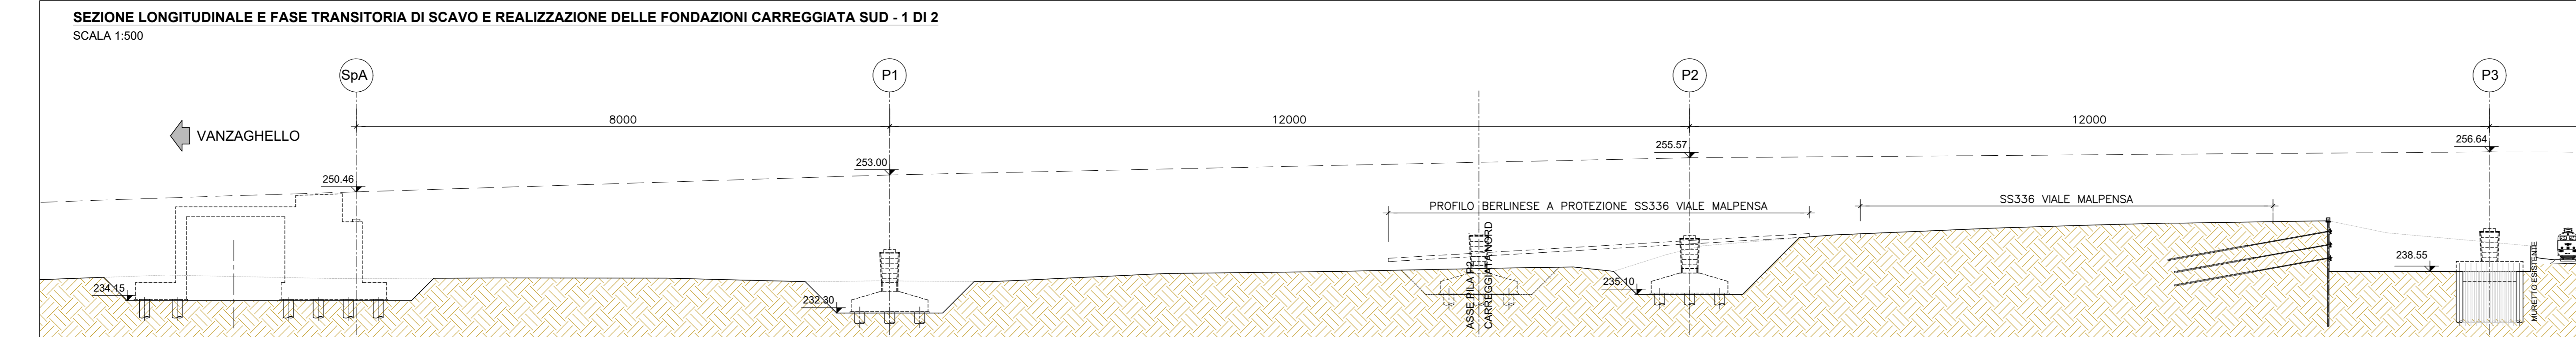 SEZIONE LONGITUDINALE E FASE TRANSITORIA DI SCAVO E REALIZZAZIONE DELLE FONDAZIONI CARREGGIATA SUD - 1 DI 2
SCALA 1:500
SpA
P1
P2
P3
8000
12000
12000
VANZAGHELLO
250.46
253.00
255.57
256.64
PROFILO BERLINESE A PROTEZIONE SS336 VIALE MALPENSA
SS336 VIALE MALPENSA
234.15
232.30
235.10
238.55
ASSE PILA P2
CARREGGIATA NORD
MURETTO ESISTENTE